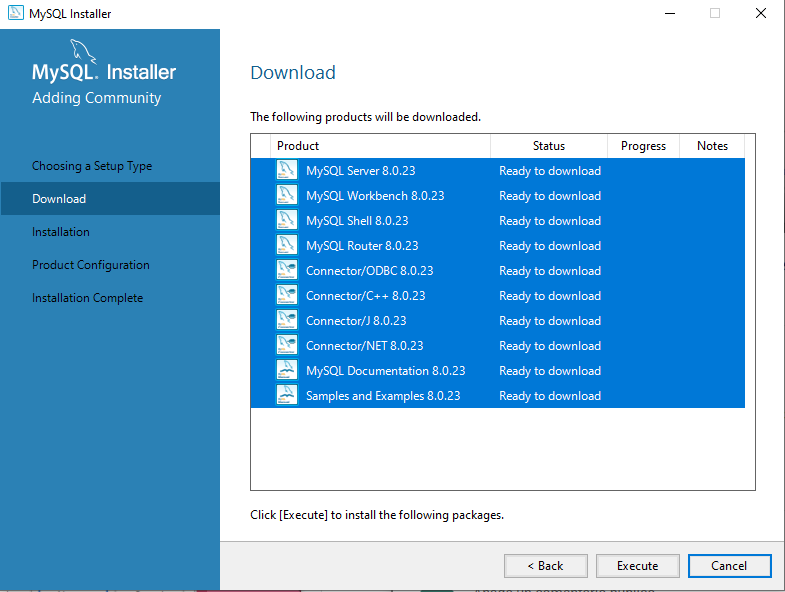 MySQL Installer
MySQL. Installer
Adding Community
Choosing a Setup Type
Download
Installation
Product Configuration
Installation Complete
Download
The following products will be downloaded.
Product Status Progress Notes
MySQL Server 8.0.23 Ready to download
MySQL Workbench 8.0.23 Ready to download
MySQL Shell 8.0.23 Ready to download
MySQL Router 8.0.23 Ready to download
Connector/ODBC 8.0.23 Ready to download
Connector/C++ 8.0.23 Ready to download
Connector/J 8.0.23 Ready to download
Connector/NET 8.0.23 Ready to download
MySQL Documentation 8.0.23 Ready to download
Samples and Examples 8.0.23 Ready to download
Click [Execute] to install the following packages.
< Back Execute Cancel